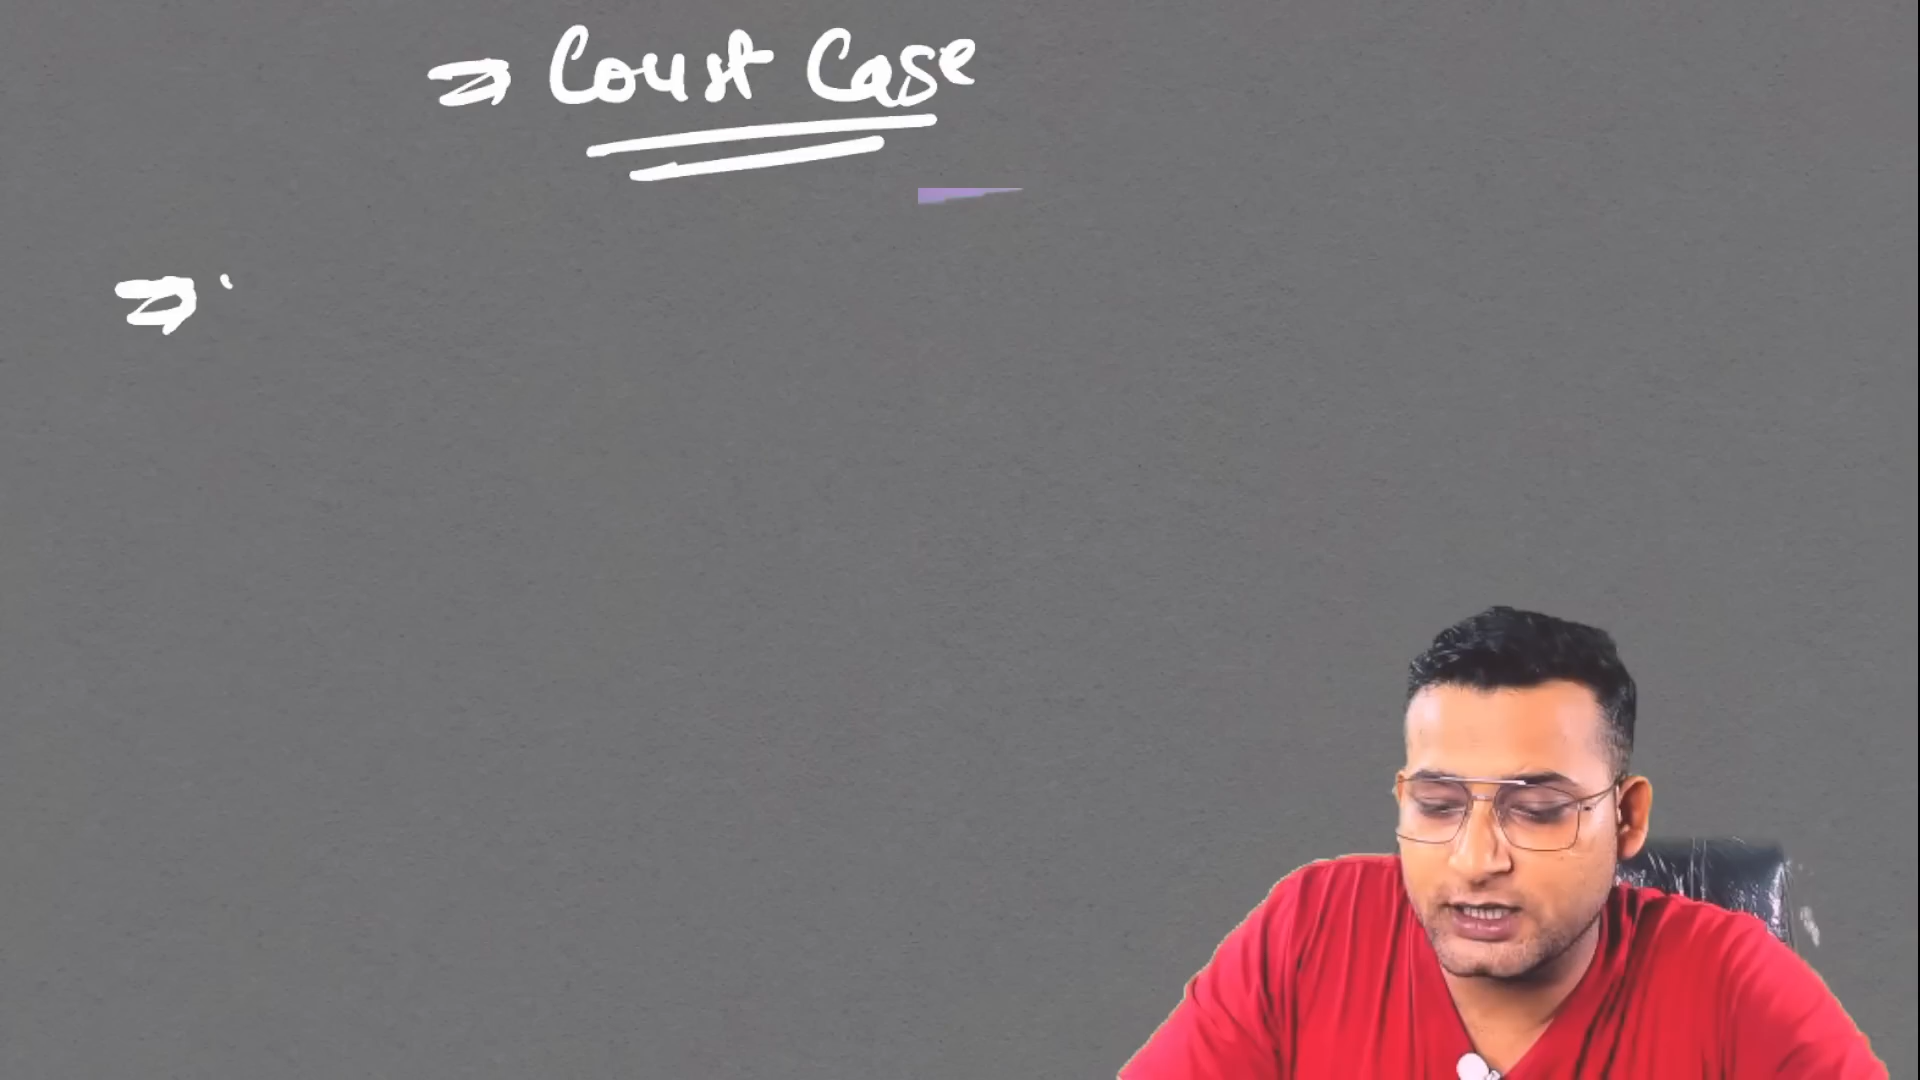 ⇒ Court Case
⇒